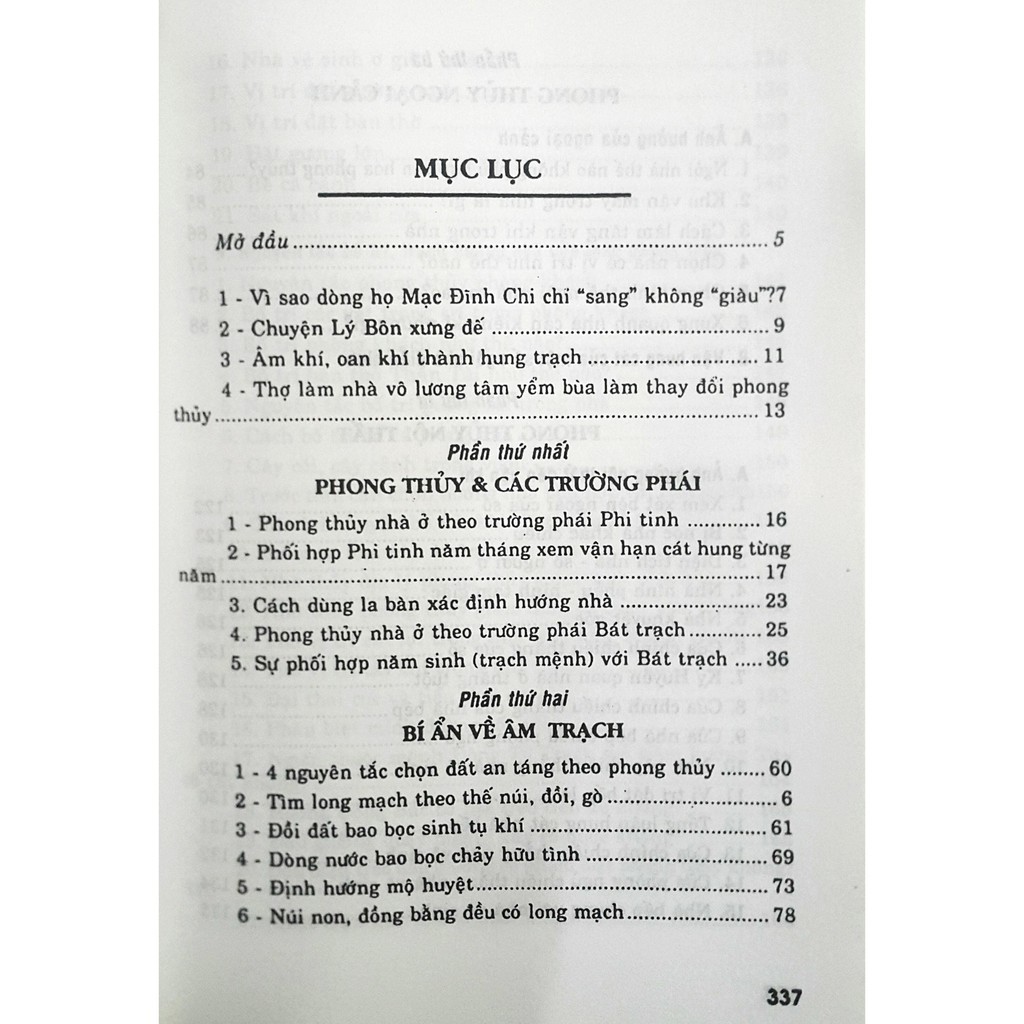 MỤC LỤC
Mở đầu ........ 5
1 - Vì sao dòng họ Mạc Đình Chi chỉ “sang” không “giàu”?7
2 - Chuyện Lý Bôn xưng đế ........ 9
3 - Âm khí, oan khí thành hung trạch ........ 11
4 - Thợ làm nhà vô lương tâm yểm bùa làm thay đổi phong
thủy ........ 13
Phần thứ nhất
PHONG THỦY & CÁC TRƯỜNG PHÁI
1 - Phong thủy nhà ở theo trường phái Phi tinh ........ 16
2 - Phối hợp Phi tinh năm tháng xem vận hạn cát hung từng
năm ........ 17
3. Cách dùng la bàn xác định hướng nhà ........ 23
4. Phong thủy nhà ở theo trường phái Bát trạch ........ 25
5. Sự phối hợp năm sinh (trạch mệnh) với Bát trạch ..... 36
Phần thứ hai
BÍ ẨN VỀ ÂM TRẠCH
1 - 4 nguyên tắc chọn đất an táng theo phong thủy ........ 60
2 - Tìm long mạch theo thế núi, đồi, gò ........ 6
3 - Đồi đất bao bọc sinh tụ khí ........ 61
4 - Dòng nước bao bọc chảy hữu tình ........ 69
5 - Định hướng mộ huyệt ........ 73
6 - Núi non, đồng bằng đều có long mạch ........ 78
337